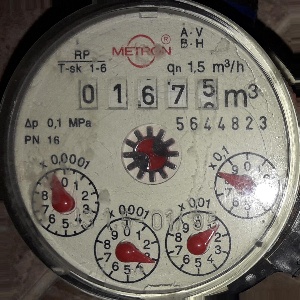 A·V
B·H
RP
METRON ®
T-sk 1-6
qn 1,5 m³/h
01675 m³
Δp 0,1 MPa
5644823
PN 16
x 0,0001
x 0,1
x 0,001
x 0,01